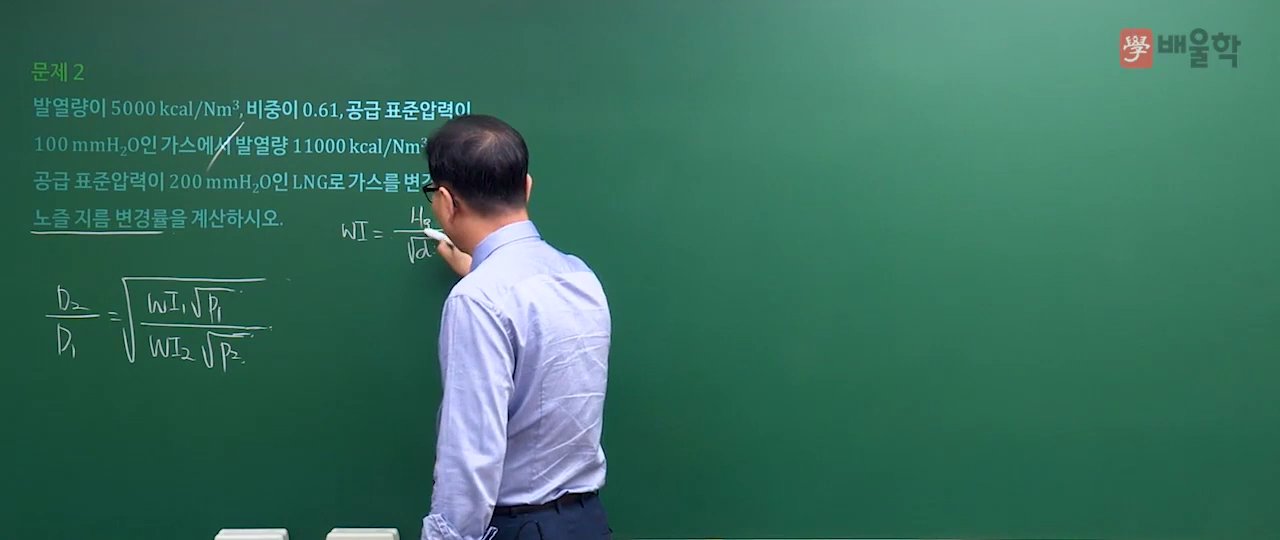 學 배울학
문제 2
발열량이 5000 kcal/Nm³, 비중이 0.61, 공급 표준압력이
100 mmH₂O인 가스에서 발열량 11000 kcal/Nm³
공급 표준압력이 200 mmH₂O인 LNG로 가스를
노즐 지름 변경률을 계산하시오.
WI = Hg / √d
D₂ / D₁ = √(WI₁√P₁ / WI₂√P₂)